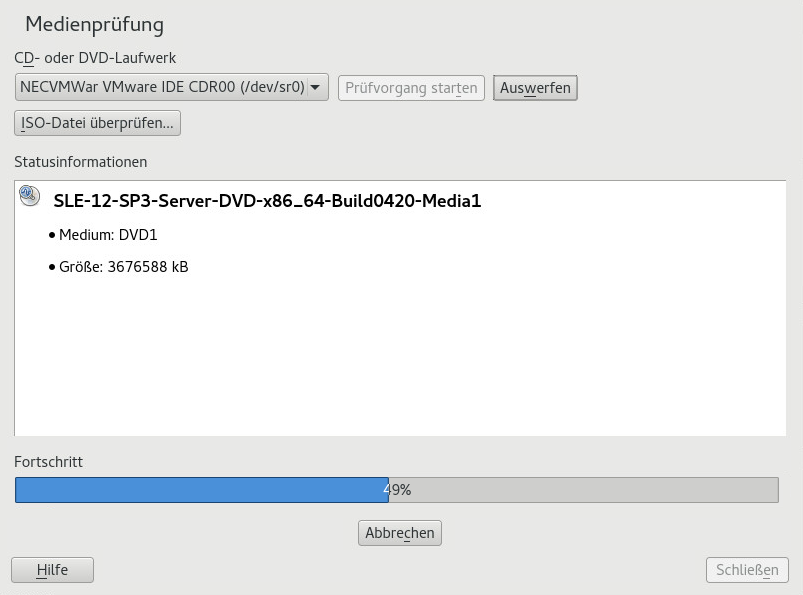 Medienprüfung
CD- oder DVD-Laufwerk
NECVMWar VMware IDE CDR00 (/dev/sr0) Prüfvorgang starten Auswerfen
ISO-Datei überprüfen...
Statusinformationen
SLE-12-SP3-Server-DVD-x86_64-Build0420-Media1
• Medium: DVD1
• Größe: 3676588 kB
Fortschritt
49%
Abbrechen
Hilfe Schließen